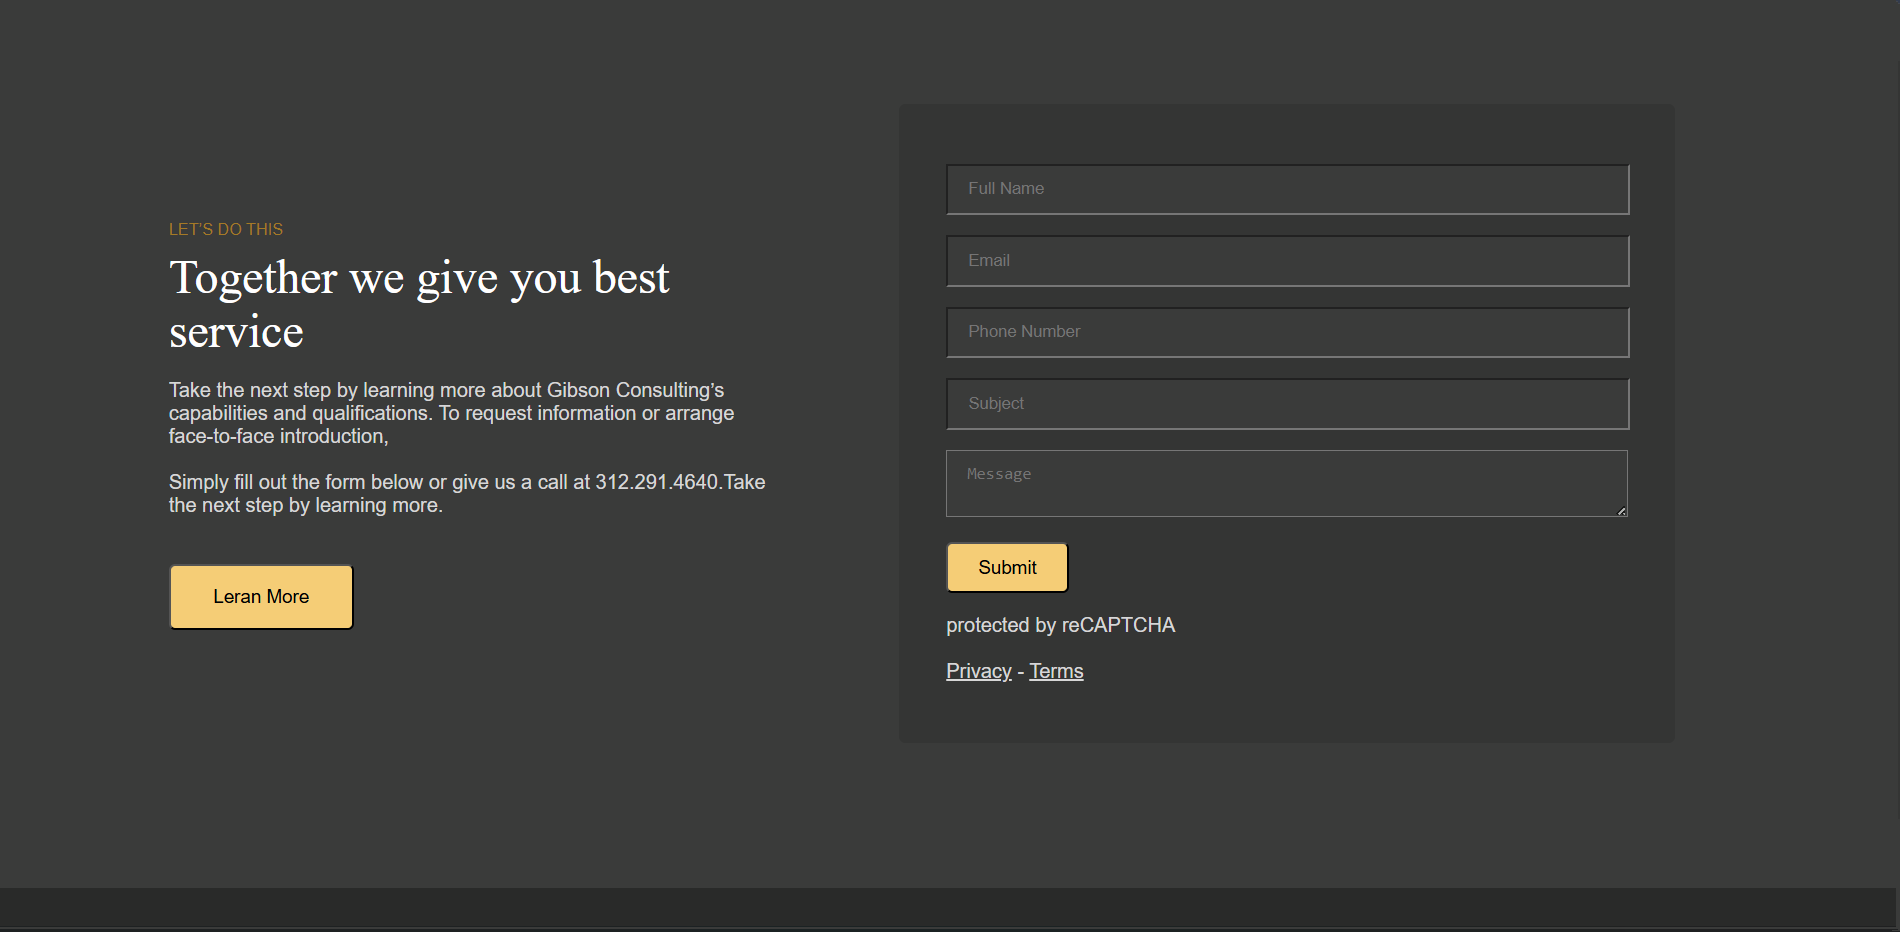 LET'S DO THIS
Together we give you best
service
Take the next step by learning more about Gibson Consulting’s
capabilities and qualifications. To request information or arrange
face-to-face introduction,
Simply fill out the form below or give us a call at 312.291.4640.Take
the next step by learning more.
Leran More
Full Name
Email
Phone Number
Subject
Message
Submit
protected by reCAPTCHA
Privacy - Terms